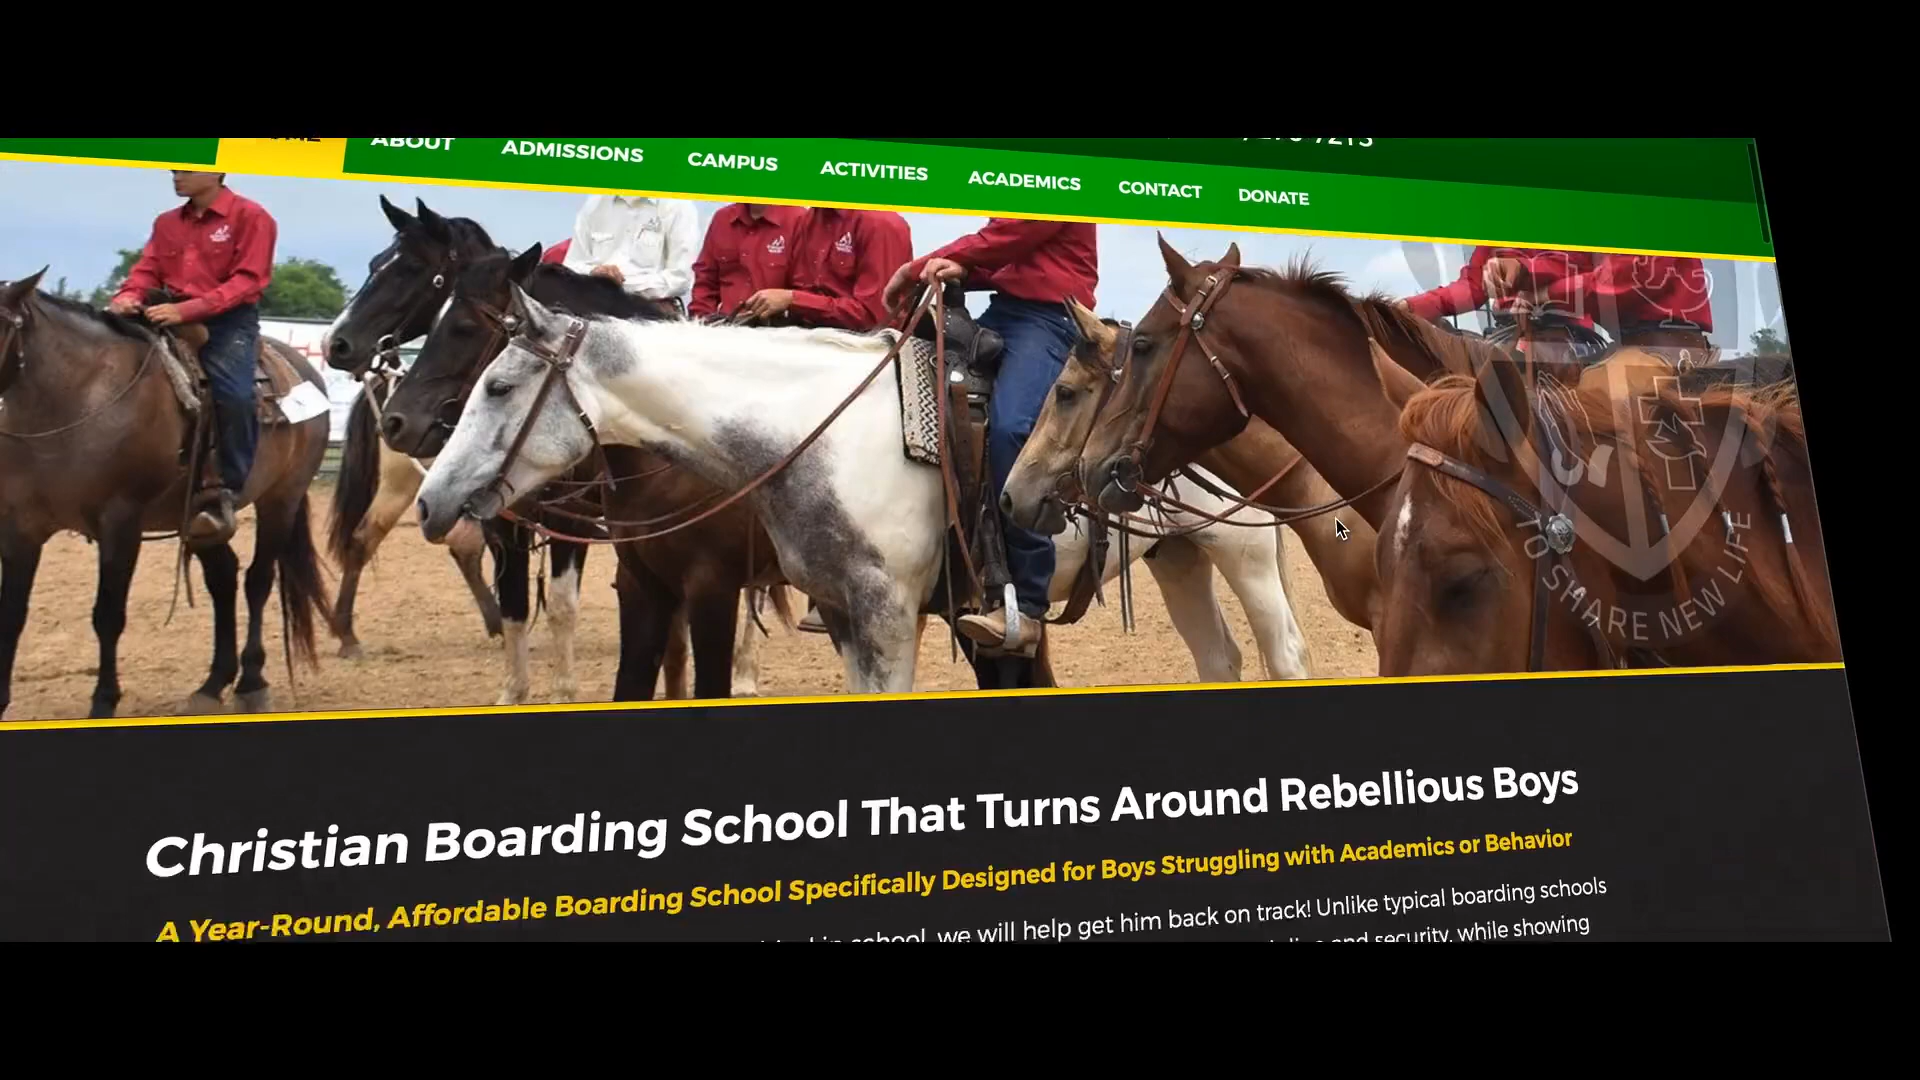 ABOUT ADMISSIONS CAMPUS ACTIVITIES ACADEMICS CONTACT DONATE
TO SHARE NEW LIFE
Christian Boarding School That Turns Around Rebellious Boys
A Year-Round, Affordable Boarding School Specifically Designed for Boys Struggling with Academics or Behavior
school, we will help get him back on track! Unlike typical boarding schools
and security, while showing